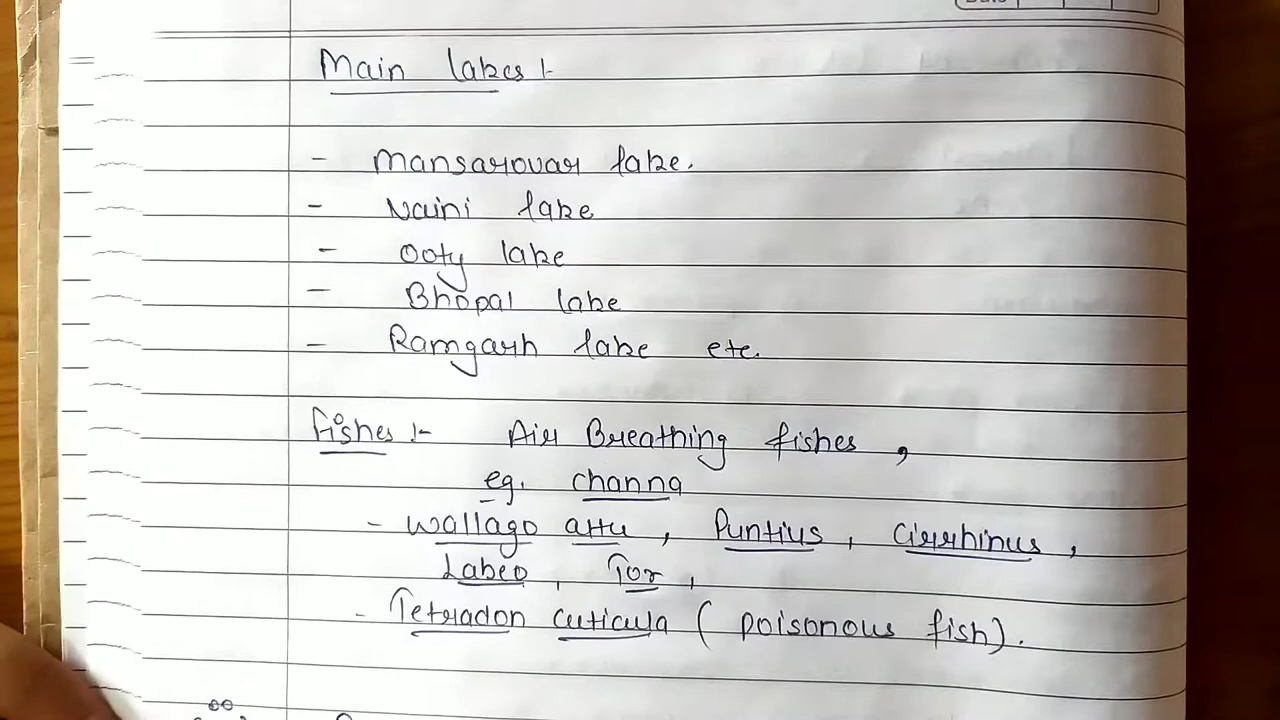 Main lakes :-
- Mansarovar lake.
- Naini lake
- Ooty lake
- Bhopal lake
- Ramgarh lake etc.
Fishes :- Air Breathing fishes ,
eg. channa
- Wallago attu , Puntius , Cirrhinus ,
Labeo , Tor ,
- Tetradon cuticula ( poisonous fish ) .